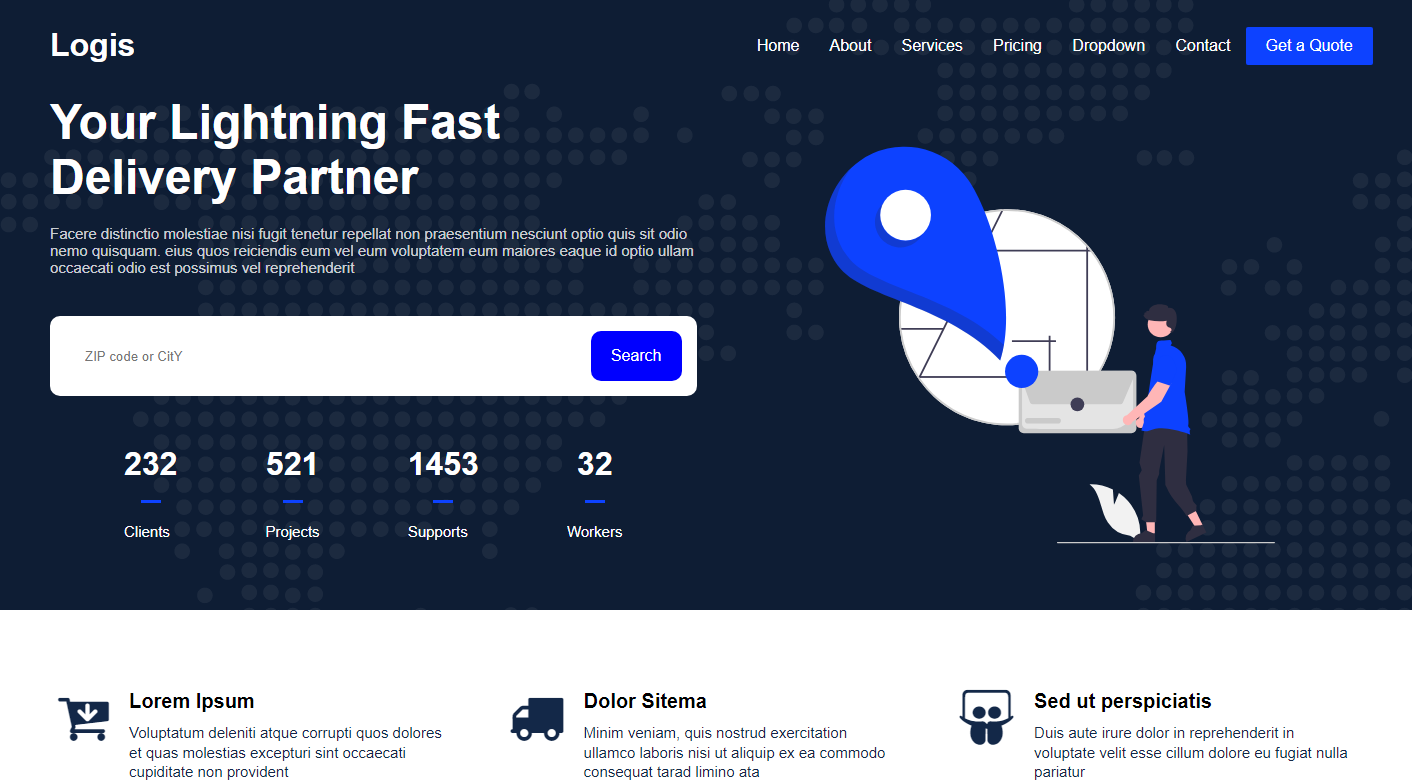 Logis
Home About Services Pricing Dropdown Contact Get a Quote
Your Lightning Fast
Delivery Partner
Facere distinctio molestiae nisi fugit tenetur repellat non praesentium nesciunt optio quis sit odio
nemo quisquam. eius quos reiciendis eum vel eum voluptatem eum maiores eaque id optio ullam
occaecati odio est possimus vel reprehenderit
ZIP code or CitY Search
232 521 1453 32
Clients Projects Supports Workers
Lorem Ipsum
Voluptatum deleniti atque corrupti quos dolores
et quas molestias excepturi sint occaecati
cupiditate non provident
Dolor Sitema
Minim veniam, quis nostrud exercitation
ullamco laboris nisi ut aliquip ex ea commodo
consequat tarad limino ata
Sed ut perspiciatis
Duis aute irure dolor in reprehenderit in
voluptate velit esse cillum dolore eu fugiat nulla
pariatur